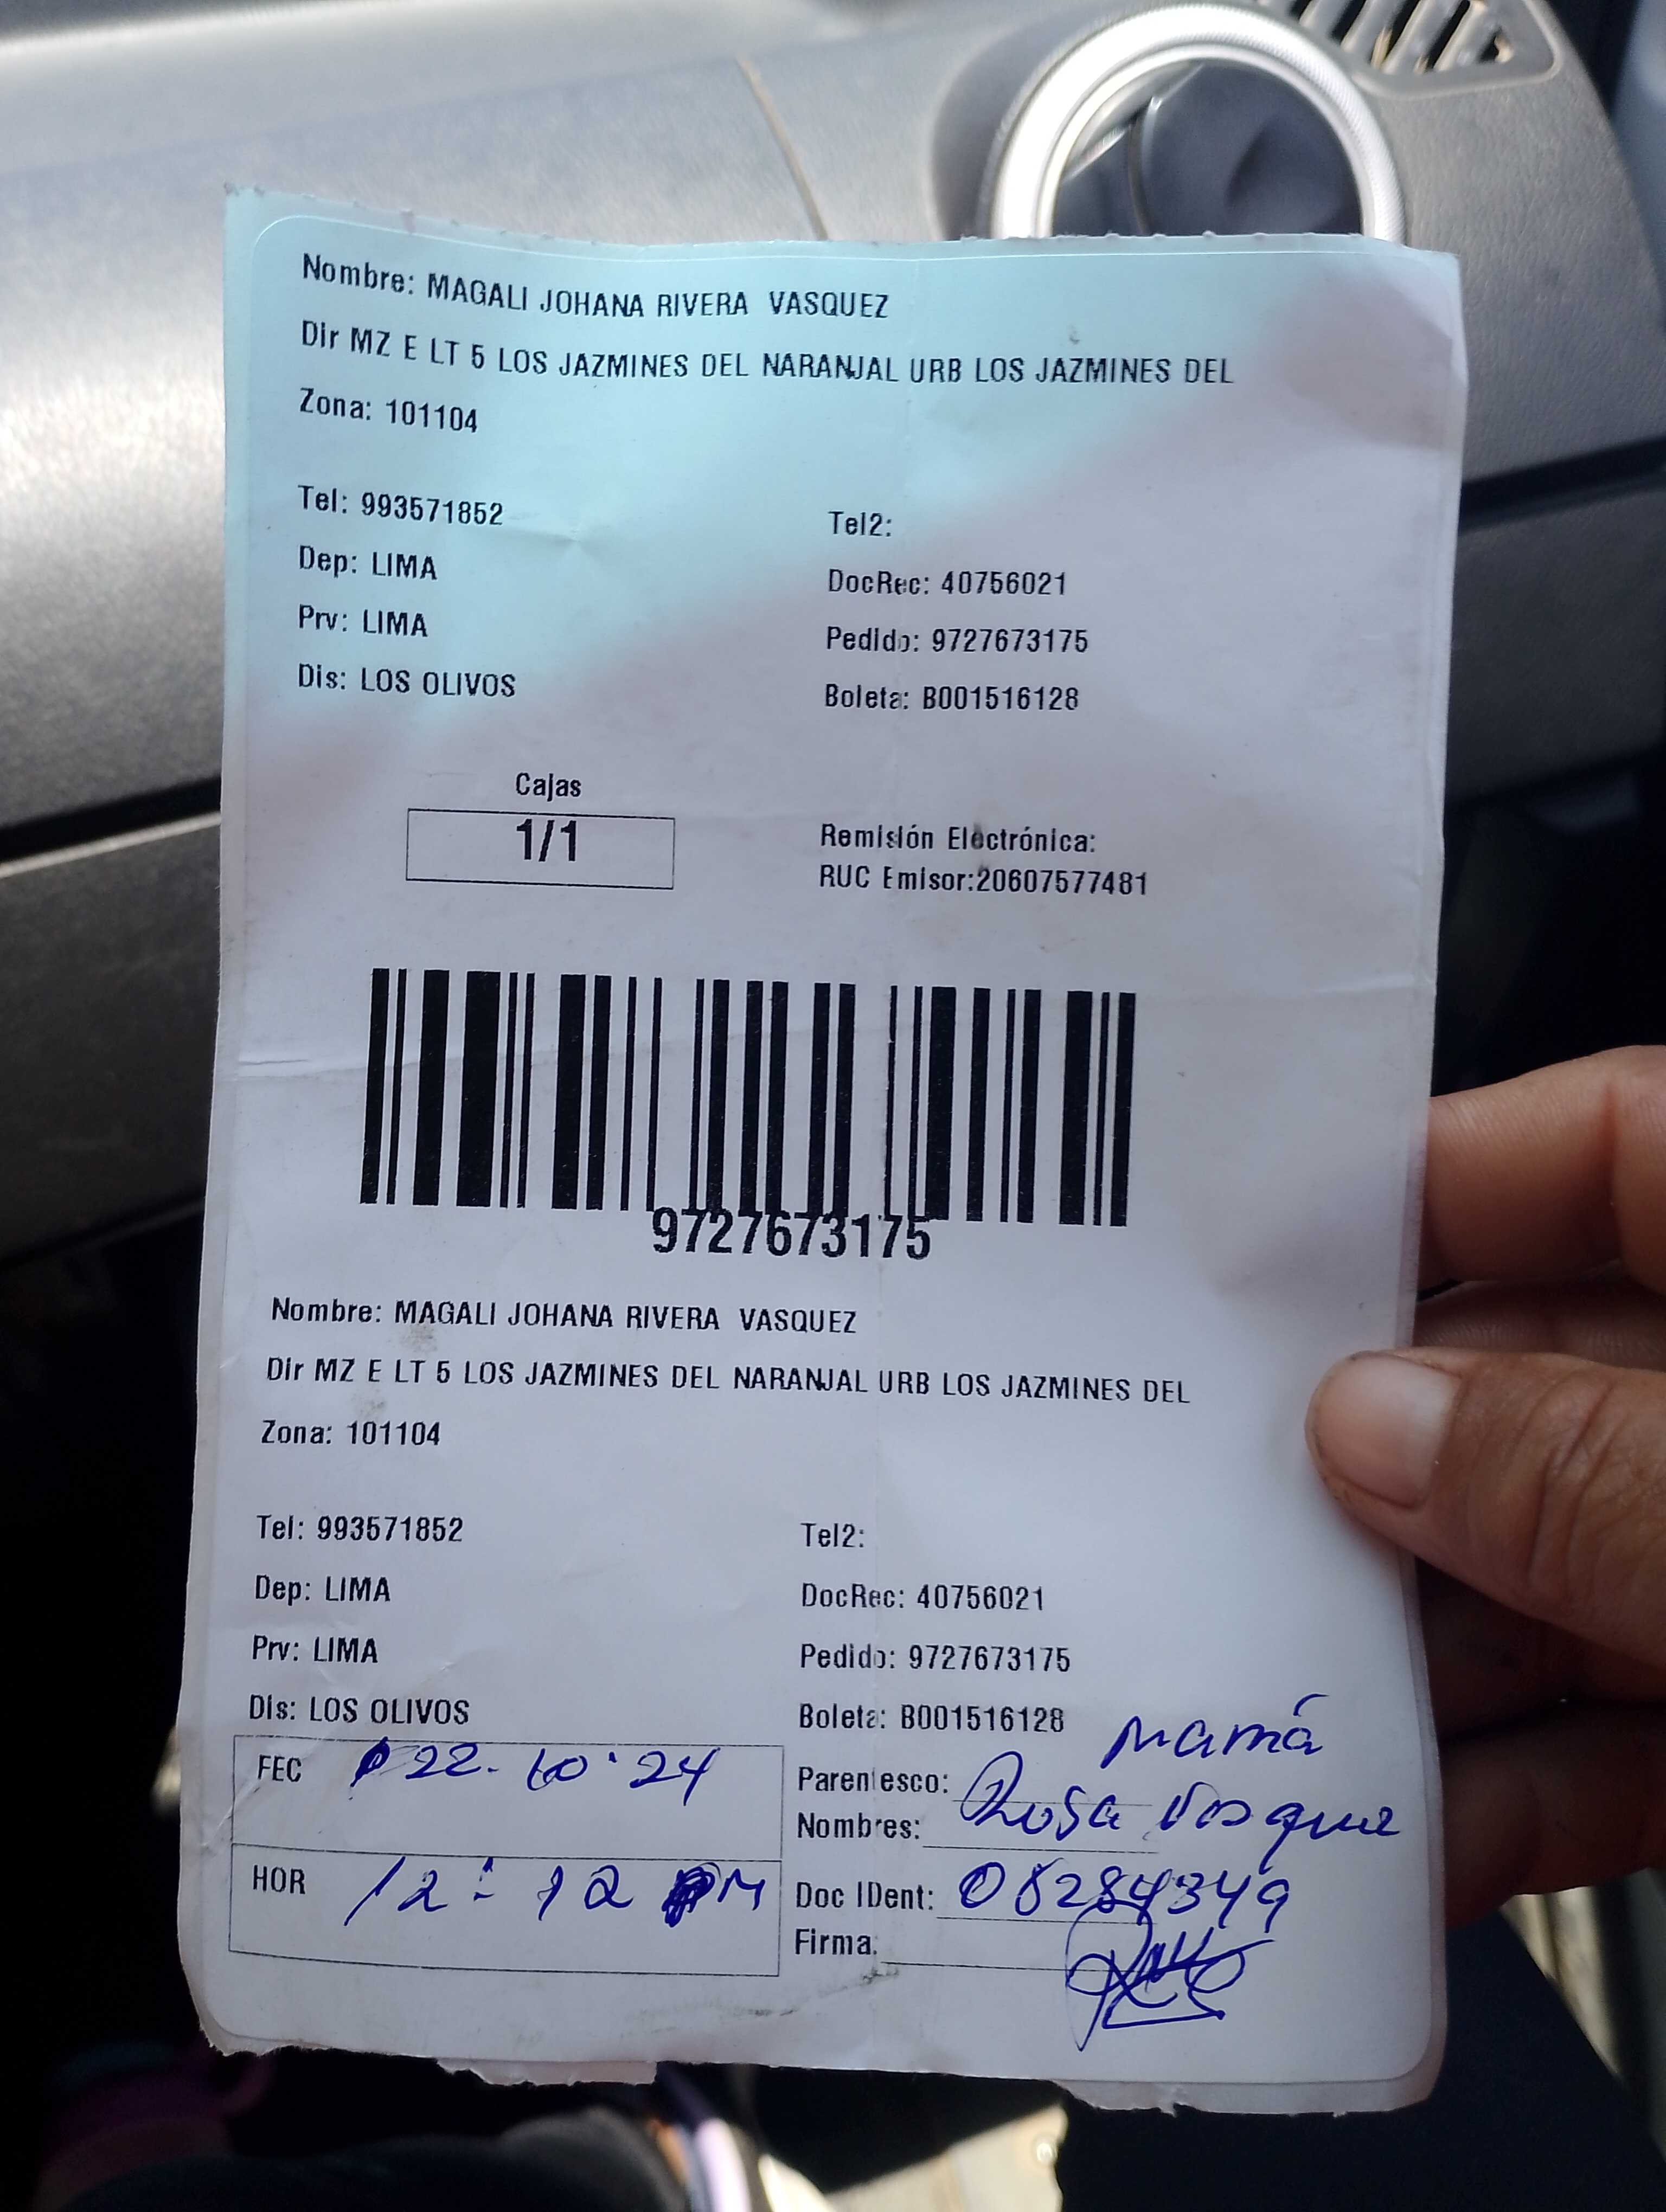 Nombre: MAGALI JOHANA RIVERA VASQUEZ
Dir MZ E LT 5 LOS JAZMINES DEL NARANJAL URB LOS JAZMINES DEL
Zona: 101104
Tel: 993571852
Tel2:
Dep: LIMA
DocRec: 40756021
Prv: LIMA
Pedido: 9727673175
Dis: LOS OLIVOS
Boleta: B001516128
Cajas
1/1
Remisión Electrónica:
RUC Emisor:20607577481
9727673175
Nombre: MAGALI JOHANA RIVERA VASQUEZ
Dir MZ E LT 5 LOS JAZMINES DEL NARANJAL URB LOS JAZMINES DEL
Zona: 101104
Tel: 993571852
Tel2:
Dep: LIMA
DocRec: 40756021
Prv: LIMA
Pedido: 9727673175
Dis: LOS OLIVOS
Boleta: B001516128
FEC 22.10.24
Parentesco: Mamá
Nombres: Rosa Vasquez
HOR 12:12 PM
Doc IDent: 08284349
Firma: